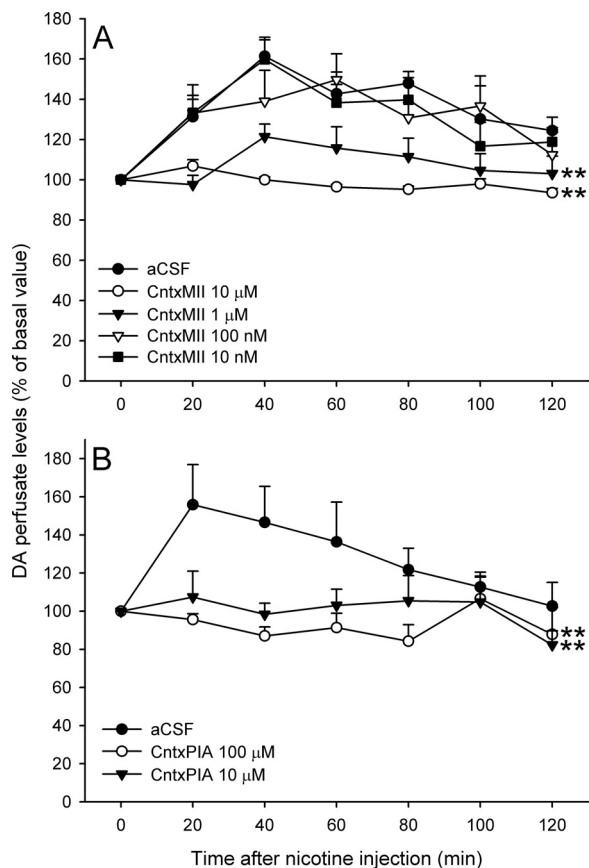 A
180
160
140
120
100
80
60
40
20
0
**
**
aCSF
CntxMII 10 μM
CntxMII 1 μM
CntxMII 100 nM
CntxMII 10 nM
0 20 40 60 80 100 120
DA perfusate levels (% of basal value)
B
180
160
140
120
100
80
60
40
20
0
**
**
aCSF
CntxPIA 100 μM
CntxPIA 10 μM
0 20 40 60 80 100 120
Time after nicotine injection (min)